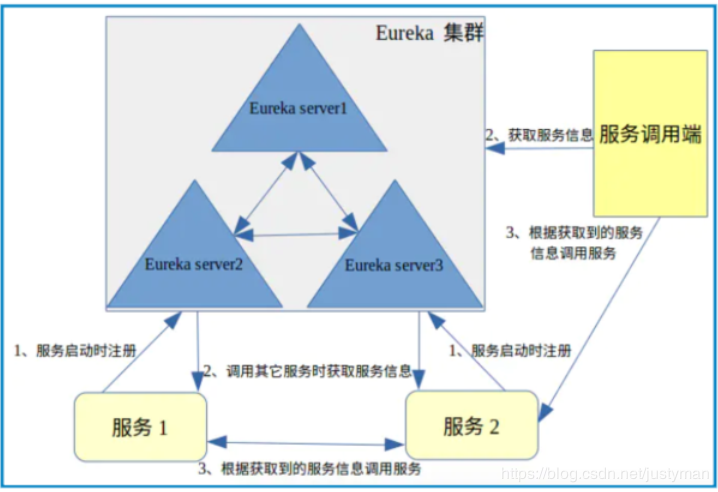 Eureka 集群
Eureka server1
服务调用端
2、获取服务信息
3、根据获取到的服务
信息调用服务
Eureka server2
Eureka server3
1、服务启动时注册
1、服务启动时注册
2、调用其它服务时获取服务信息
服务 1
服务 2
3、根据获取到的服务信息调用服务
https://blog.csdn.net/justyman